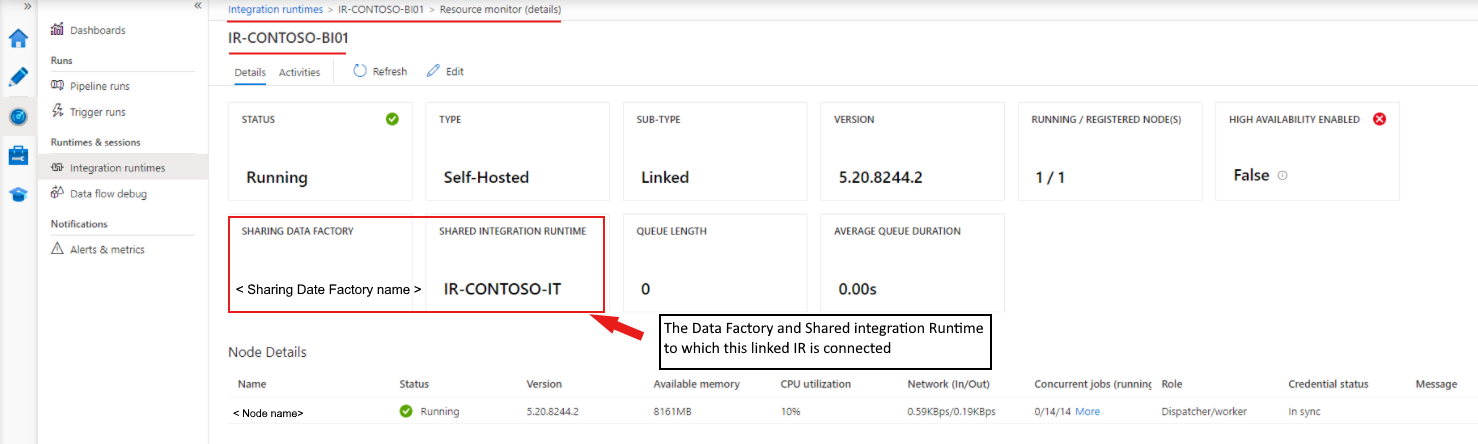 »
«
Dashboards
Runs
Pipeline runs
Trigger runs
Runtimes & sessions
Integration runtimes
Data flow debug
Notifications
Alerts & metrics
Integration runtimes > IR-CONTOSO-BI01 > Resource monitor (details)
IR-CONTOSO-BI01
Details Activities Refresh Edit
STATUS
Running
TYPE
Self-Hosted
SUB-TYPE
Linked
VERSION
5.20.8244.2
RUNNING / REGISTERED NODE(S)
1 / 1
HIGH AVAILABILITY ENABLED
False
SHARING DATA FACTORY
< Sharing Date Factory name >
SHARED INTEGRATION RUNTIME
IR-CONTOSO-IT
QUEUE LENGTH
0
AVERAGE QUEUE DURATION
0.00s
The Data Factory and Shared integration Runtime
to which this linked IR is connected
Node Details
Name Status Version Available memory CPU utilization Network (In/Out) Concurrent jobs (running Role Credential status Message
< Node name> Running 5.20.8244.2 8161MB 10% 0.59KBps/0.19KBps 0/14/14 More Dispatcher/worker In sync